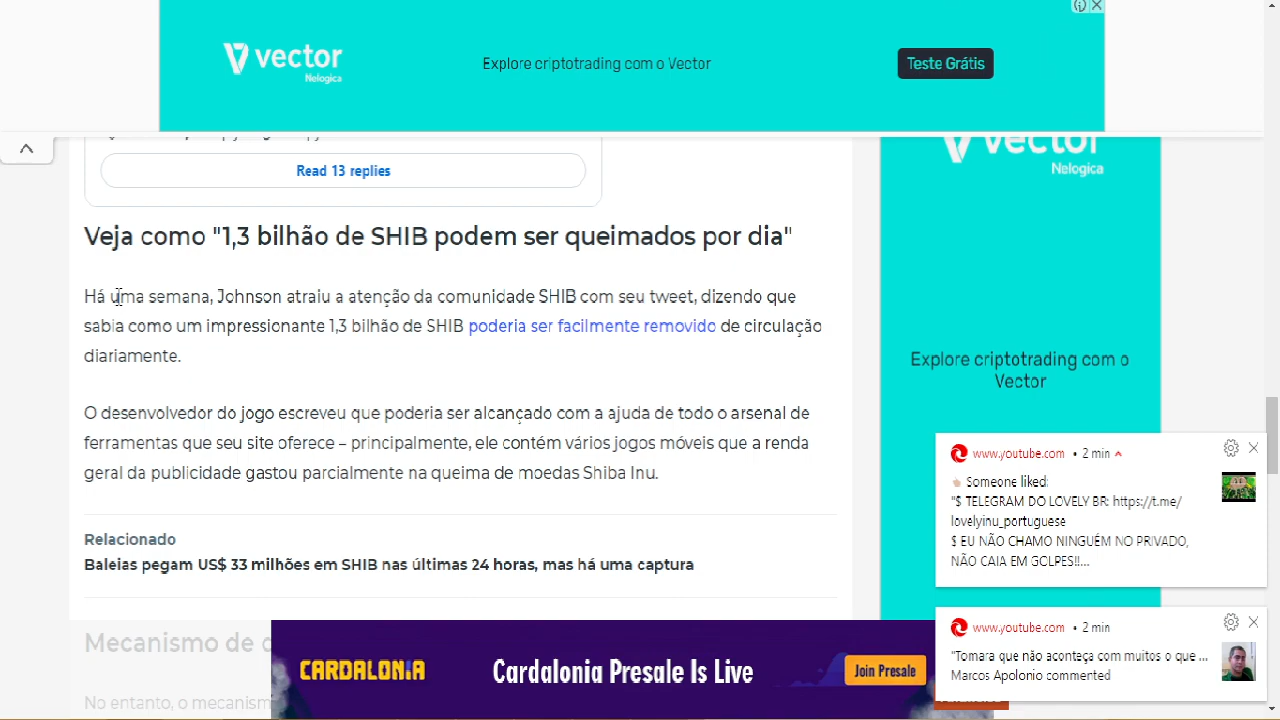 vector
Nelogica
Explore criptotrading com o Vector
Teste Grátis
Read 13 replies
vector
Nelogica
Veja como "1,3 bilhão de SHIB podem ser queimados por dia"
Há uma semana, Johnson atraiu a atenção da comunidade SHIB com seu tweet, dizendo que
sabia como um impressionante 1,3 bilhão de SHIB poderia ser facilmente removido de circulação
diariamente.
Explore criptotrading com o
Vector
O desenvolvedor do jogo escreveu que poderia ser alcançado com a ajuda de todo o arsenal de
ferramentas que seu site oferece – principalmente, ele contém vários jogos móveis que a renda
geral da publicidade gastou parcialmente na queima de moedas Shiba Inu.
Relacionado
Baleias pegam US$ 33 milhões em SHIB nas últimas 24 horas, mas há uma captura
www.youtube.com • 2 min
Someone liked:
"$ TELEGRAM DO LOVELY BR: https://t.me/
lovelyinu_portuguese
$ EU NÃO CHAMO NINGUÉM NO PRIVADO,
NÃO CAIA EM GOLPES!!...
www.youtube.com • 2 min
"Tomara que não aconteça com muitos o que ...
Marcos Apolonio commented
Mecanismo de
No entanto, o mecanism
CARDALONIA
Cardalonia Presale Is Live
Join Presale